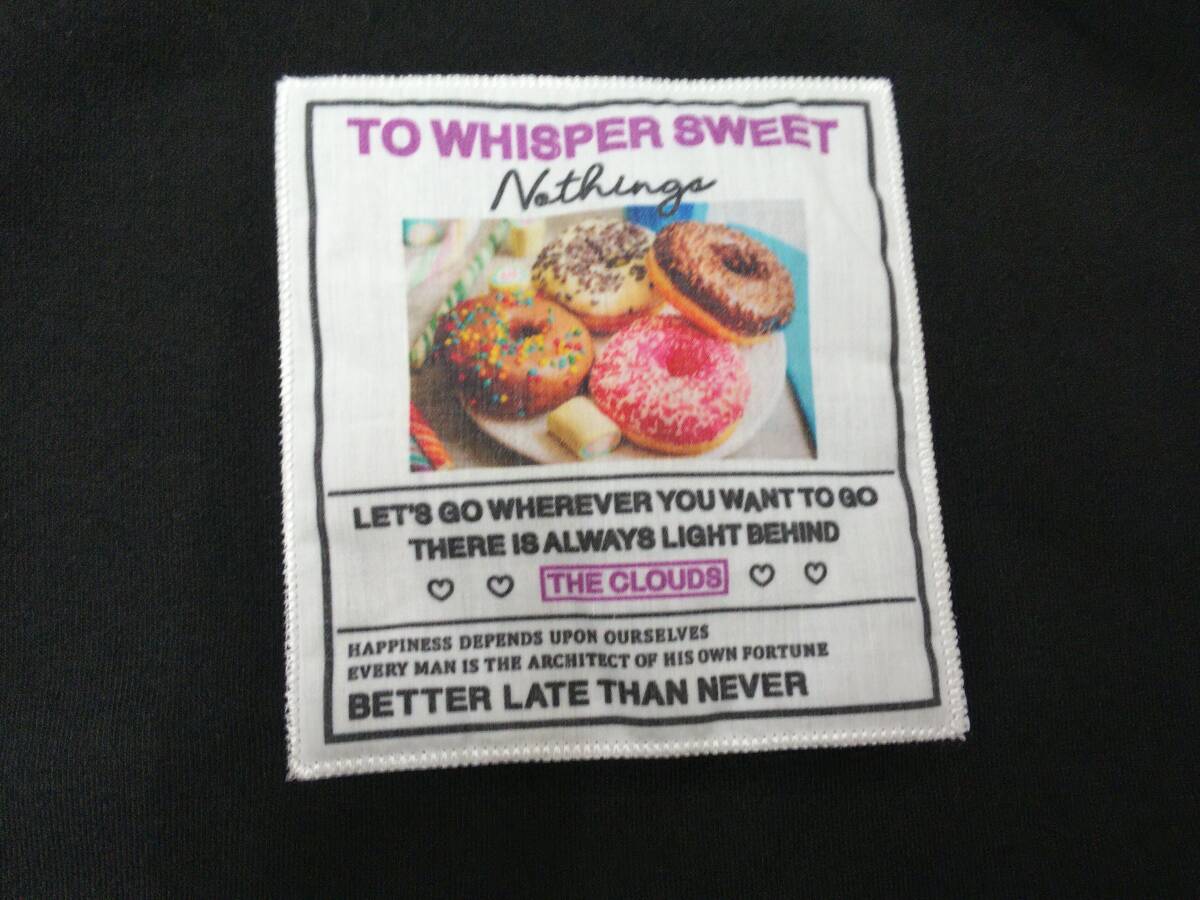 TO WHISPER SWEET
Nothings
LET'S GO WHEREVER YOU WANT TO GO
THERE IS ALWAYS LIGHT BEHIND
THE CLOUDS
HAPPINESS DEPENDS UPON OURSELVES
EVERY MAN IS THE ARCHITECT OF HIS OWN FORTUNE
BETTER LATE THAN NEVER